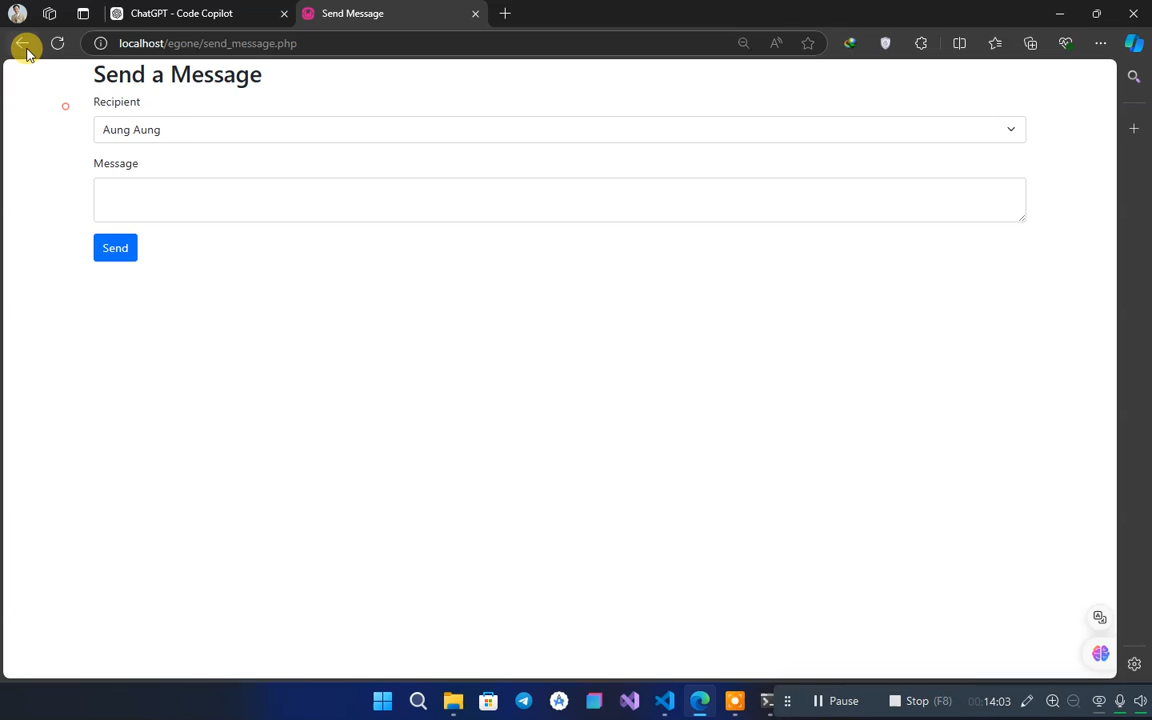 ChatGPT - Code Copilot
Send Message
localhost/egone/send_message.php
Send a Message
Recipient
Aung Aung
Message
Send
Pause
Stop (F8)
00:14:03